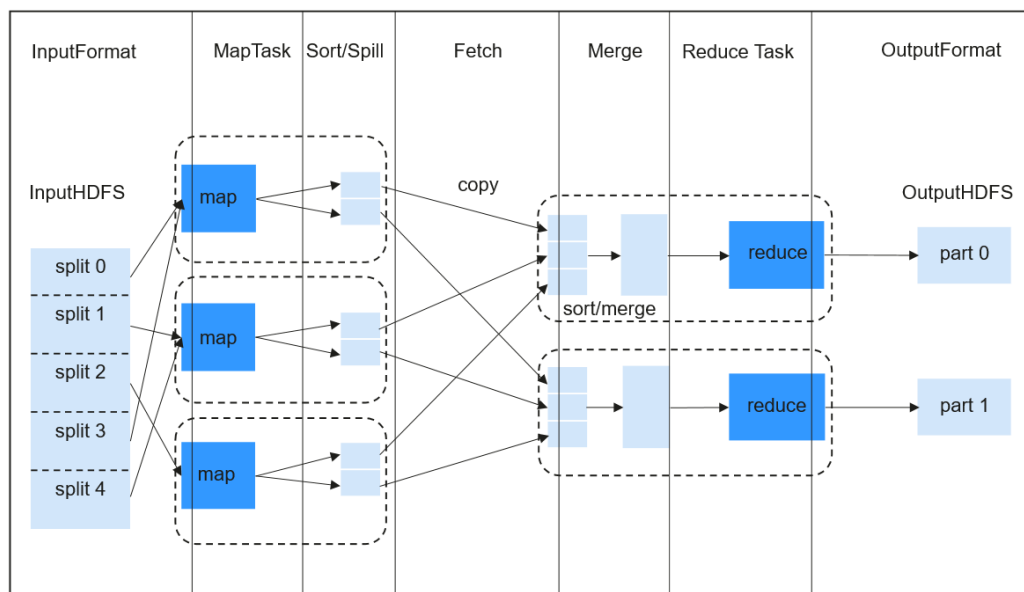 InputFormat
MapTask
Sort/Spill
Fetch
Merge
Reduce Task
OutputFormat
InputHDFS
split 0
split 1
split 2
split 3
split 4
map
map
map
copy
sort/merge
reduce
reduce
OutputHDFS
part 0
part 1